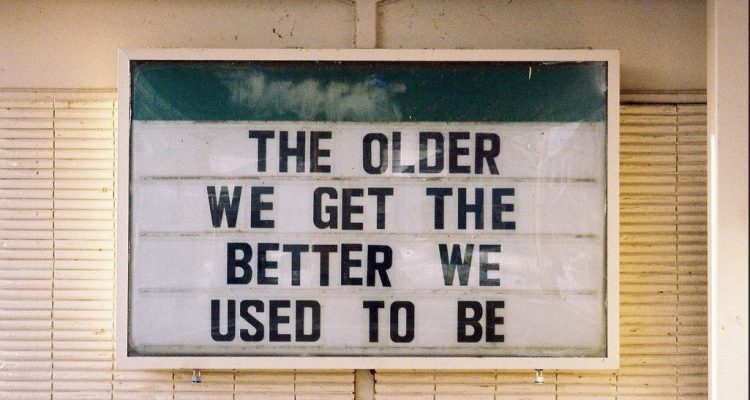 THE OLDER
WE GET THE
BETTER WE
USED TO BE